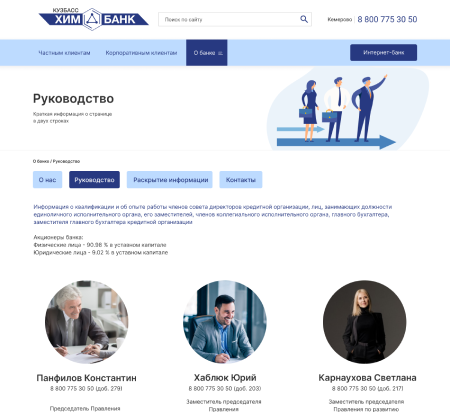 КУЗБАСС
ХИМ БАНК
Поиск по сайту
Кемерово
8 800 775 30 50
Частным клиентам
Корпоративным клиентам
О банке
Интернет-банк
Руководство
Краткая информация о странице
в двух строках
О банке / Руководство
О нас
Руководство
Раскрытие информации
Контакты
Информация о квалификации и об опыте работы членов совета директоров кредитной организации, лиц, занимающих должности
единоличного исполнительного органа, его заместителей, членов коллегиального исполнительного органа, главного бухгалтера,
заместителя главного бухгалтера кредитной организации
Акционеры банка:
Физические лица - 90.98 % в уставном капитале
Юридические лица - 9.02 % в уставном капитале
Панфилов Константин
8 800 775 30 50 (доб. 279)
Председатель Правления
Хаблюк Юрий
8 800 775 30 50 (доб. 203)
Заместитель председателя
Правления
Карнаухова Светлана
8 800 775 30 50 (доб. 217)
Заместитель председателя
Правления по развитию